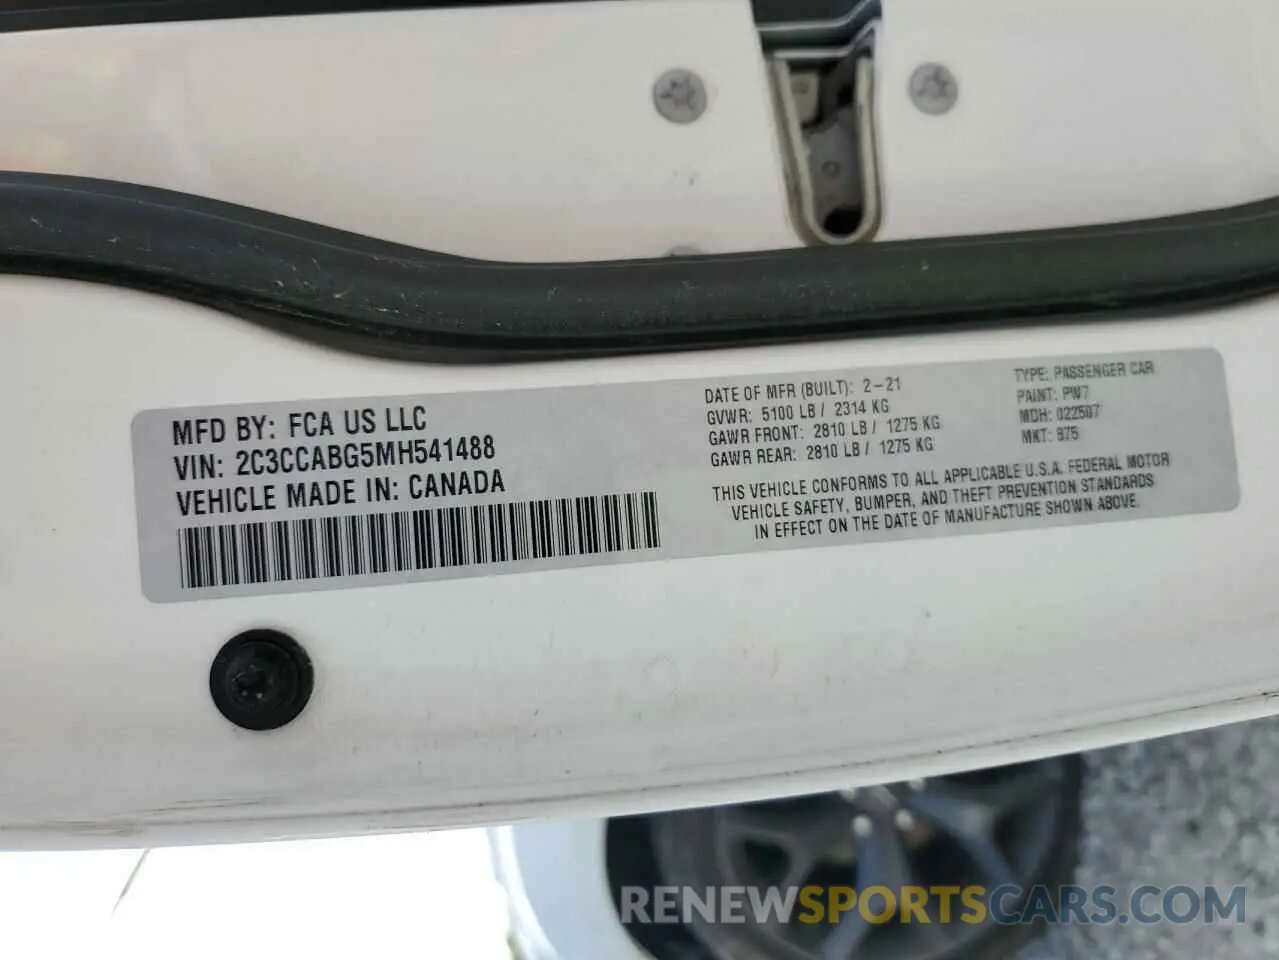 MFD BY: FCA US LLC
VIN: 2C3CCABG5MH541488
VEHICLE MADE IN: CANADA
DATE OF MFR (BUILT): 2-21
GVWR: 5100 LB / 2314 KG
GAWR FRONT: 2810 LB / 1275 KG
GAWR REAR: 2810 LB / 1275 KG
TYPE: PASSENGER CAR
PAINT: PW7
MDH: 022507
MKT: 875
THIS VEHICLE CONFORMS TO ALL APPLICABLE U.S.A. FEDERAL MOTOR
VEHICLE SAFETY, BUMPER, AND THEFT PREVENTION STANDARDS
IN EFFECT ON THE DATE OF MANUFACTURE SHOWN ABOVE.
RENEWSPORTSCARS.COM